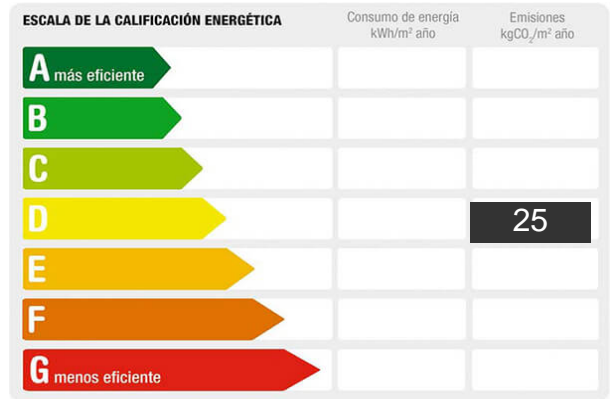 ESCALA DE LA CALIFICACIÓN ENERGÉTICA
Consumo de energía
kWh/m² año
Emisiones
kgCO₂/m² año
A más eficiente
B
C
D
25
E
F
G menos eficiente